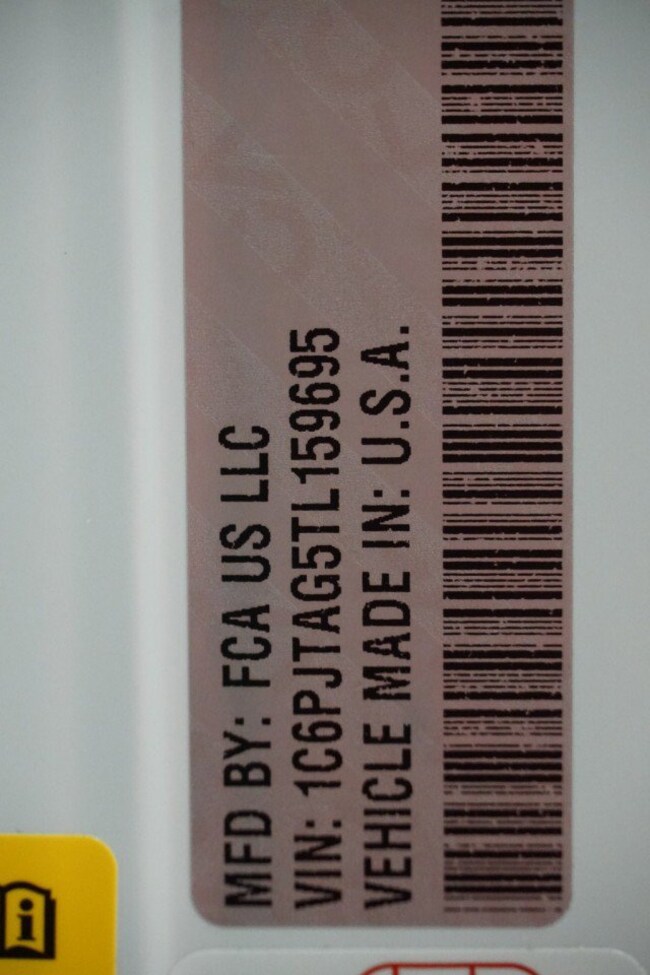 MFD BY: FCA US LLC
VIN: 1C6PJTAG5TL159695
VEHICLE MADE IN: U.S.A.
i